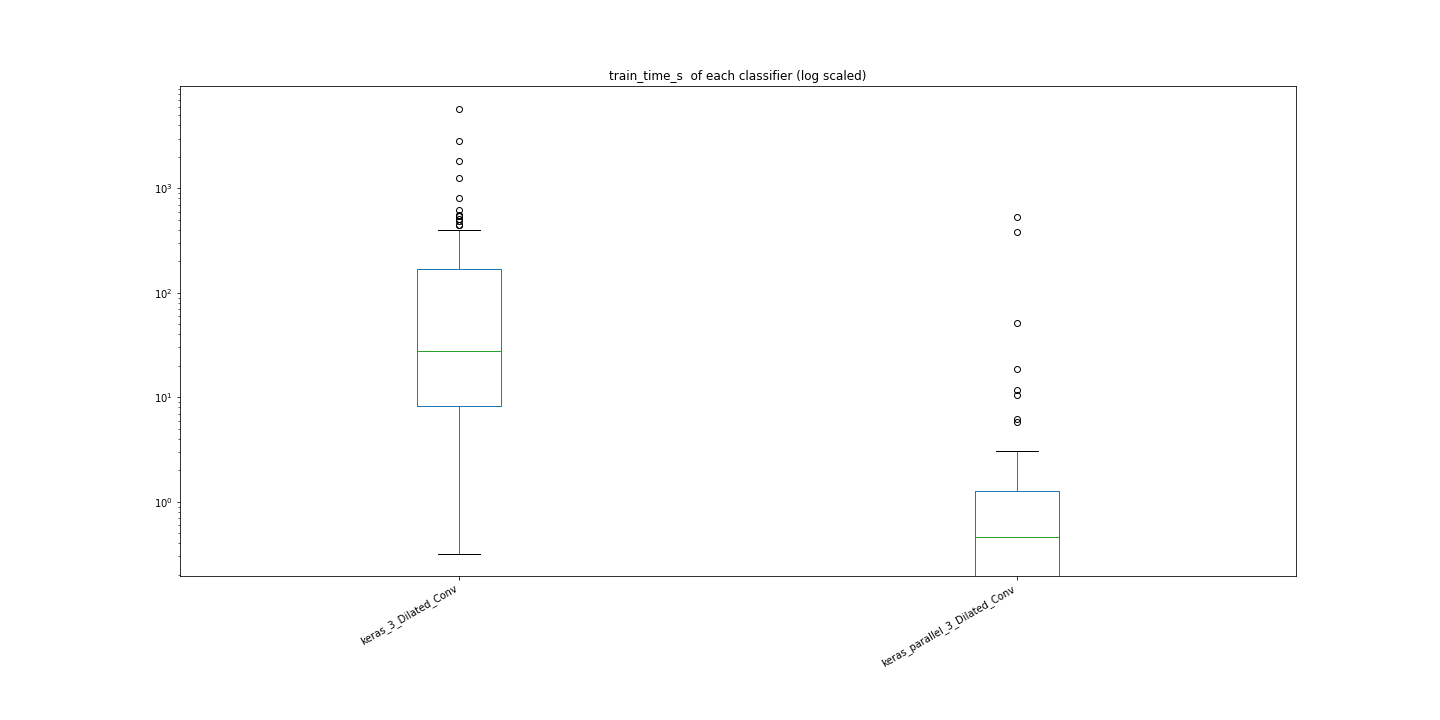 train_time_s  of each classifier (log scaled)
10³
10²
10¹
10⁰
keras_3_Dilated_Conv
keras_parallel_3_Dilated_Conv